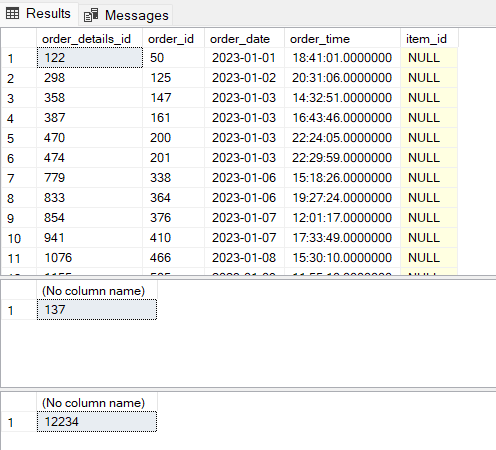 Results Messages
order_details_id order_id order_date order_time item_id
1 122 50 2023-01-01 18:41:01.0000000 NULL
2 298 125 2023-01-02 20:31:06.0000000 NULL
3 358 147 2023-01-03 14:32:51.0000000 NULL
4 387 161 2023-01-03 16:43:46.0000000 NULL
5 470 200 2023-01-03 22:24:05.0000000 NULL
6 474 201 2023-01-03 22:29:59.0000000 NULL
7 779 338 2023-01-06 15:18:26.0000000 NULL
8 833 364 2023-01-06 19:27:24.0000000 NULL
9 854 376 2023-01-07 12:01:17.0000000 NULL
10 941 410 2023-01-07 17:33:49.0000000 NULL
11 1076 466 2023-01-08 15:30:10.0000000 NULL
(No column name)
1 137
(No column name)
1 12234